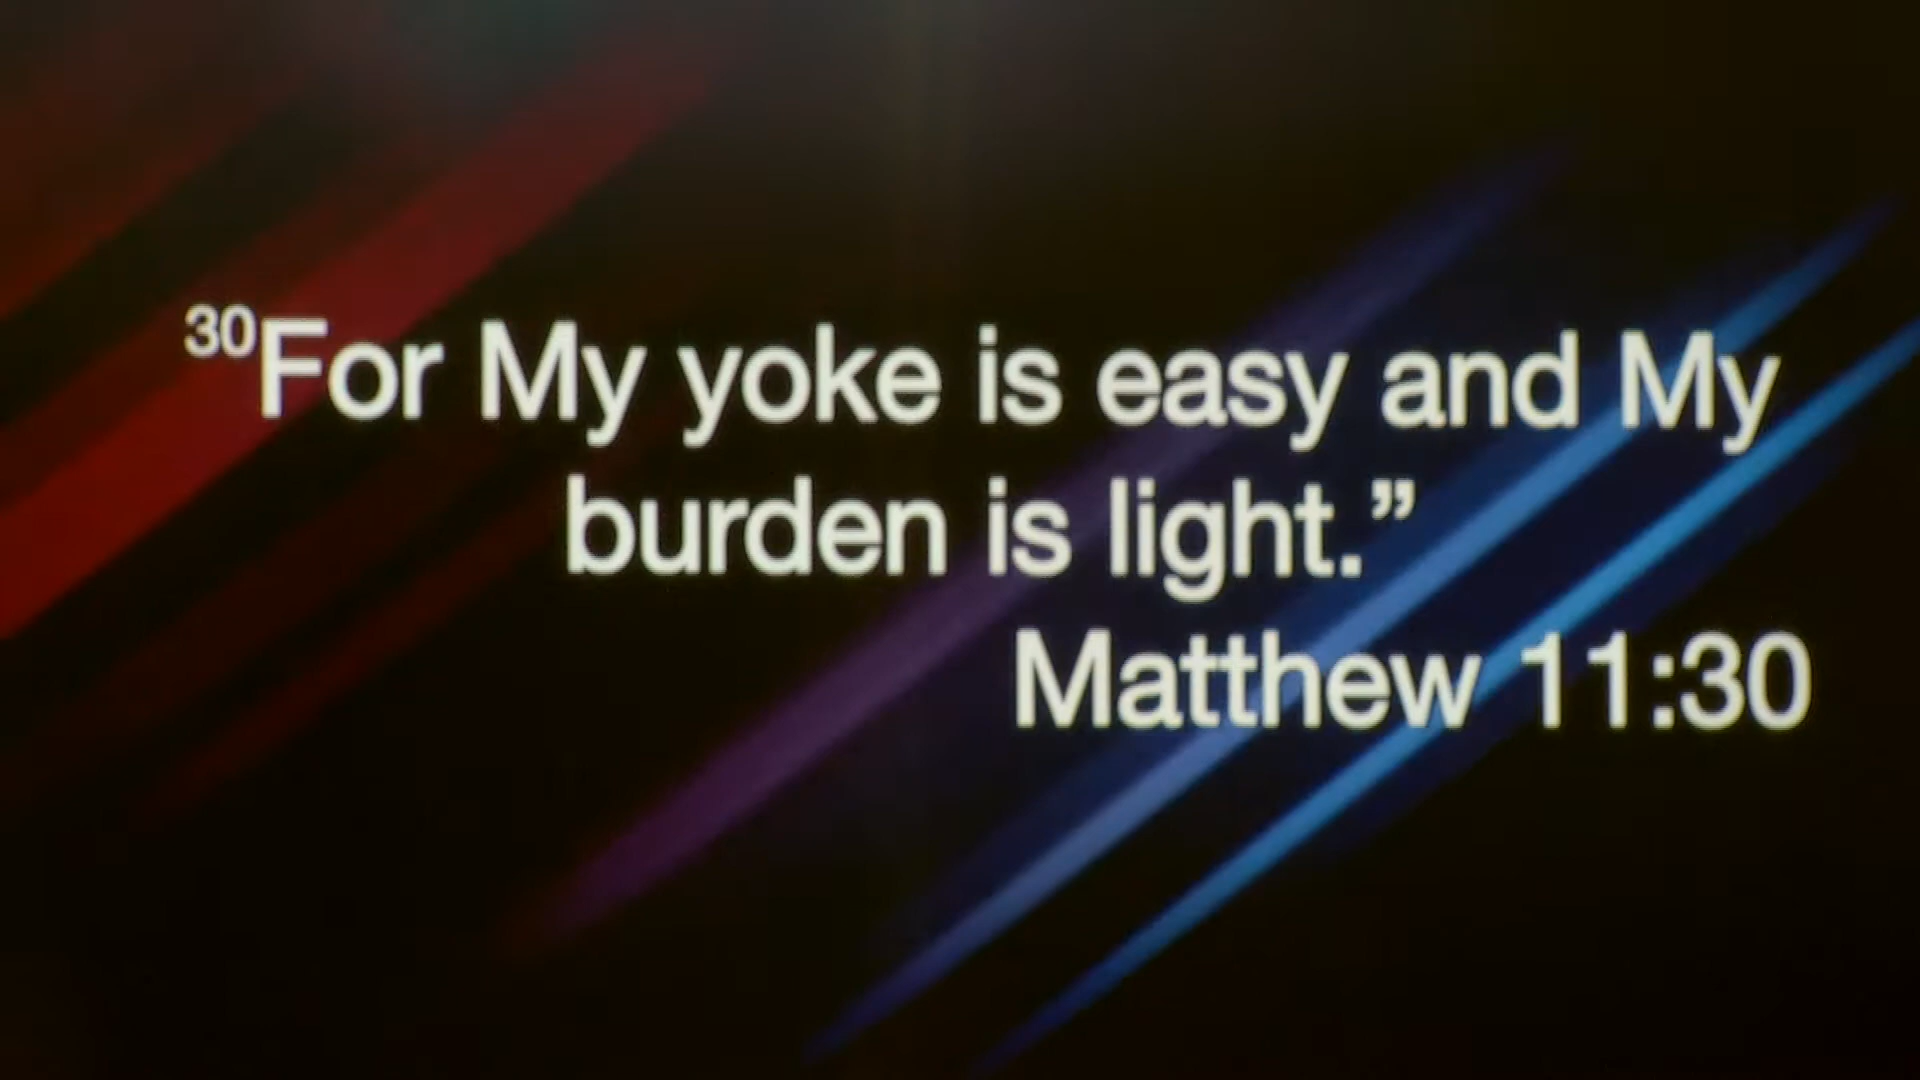 ³⁰For My yoke is easy and My
burden is light.”
Matthew 11:30